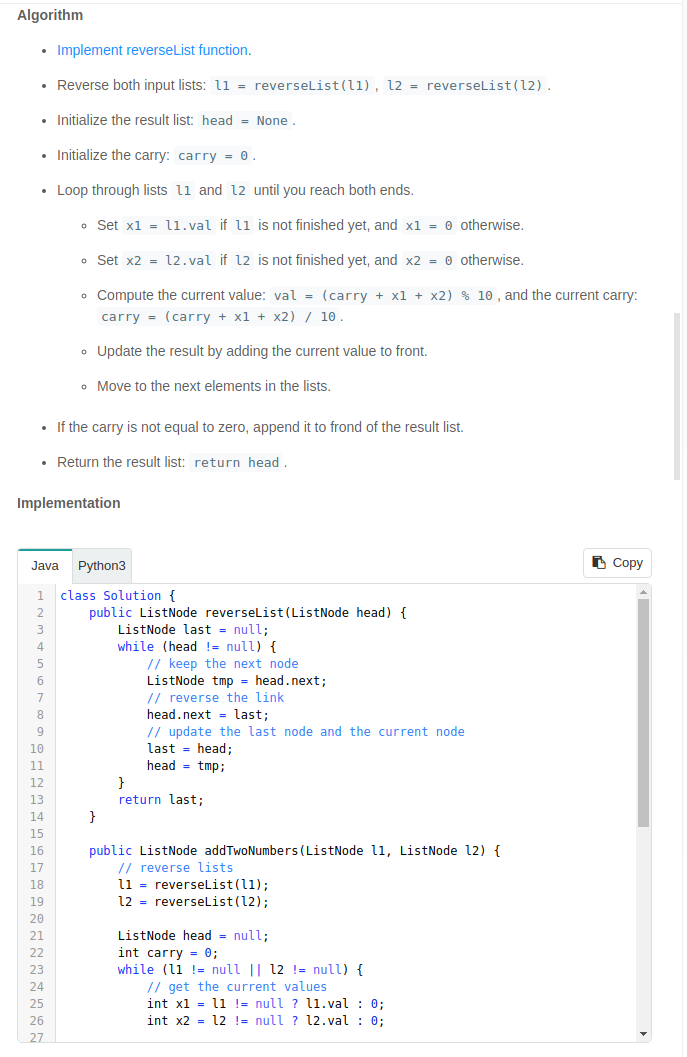 Algorithm
Implement reverseList function.
Reverse both input lists: l1 = reverseList(l1), l2 = reverseList(l2).
Initialize the result list: head = None.
Initialize the carry: carry = 0.
Loop through lists l1 and l2 until you reach both ends.
Set x1 = l1.val if l1 is not finished yet, and x1 = 0 otherwise.
Set x2 = l2.val if l2 is not finished yet, and x2 = 0 otherwise.
Compute the current value: val = (carry + x1 + x2) % 10, and the current carry:
carry = (carry + x1 + x2) / 10.
Update the result by adding the current value to front.
Move to the next elements in the lists.
If the carry is not equal to zero, append it to frond of the result list.
Return the result list: return head.
Implementation
Java Python3 Copy
1 class Solution {
2     public ListNode reverseList(ListNode head) {
3         ListNode last = null;
4         while (head != null) {
5             // keep the next node
6             ListNode tmp = head.next;
7             // reverse the link
8             head.next = last;
9             // update the last node and the current node
10             last = head;
11             head = tmp;
12         }
13         return last;
14     }
15
16     public ListNode addTwoNumbers(ListNode l1, ListNode l2) {
17         // reverse lists
18         l1 = reverseList(l1);
19         l2 = reverseList(l2);
20
21         ListNode head = null;
22         int carry = 0;
23         while (l1 != null || l2 != null) {
24             // get the current values
25             int x1 = l1 != null ? l1.val : 0;
26             int x2 = l2 != null ? l2.val : 0;
27